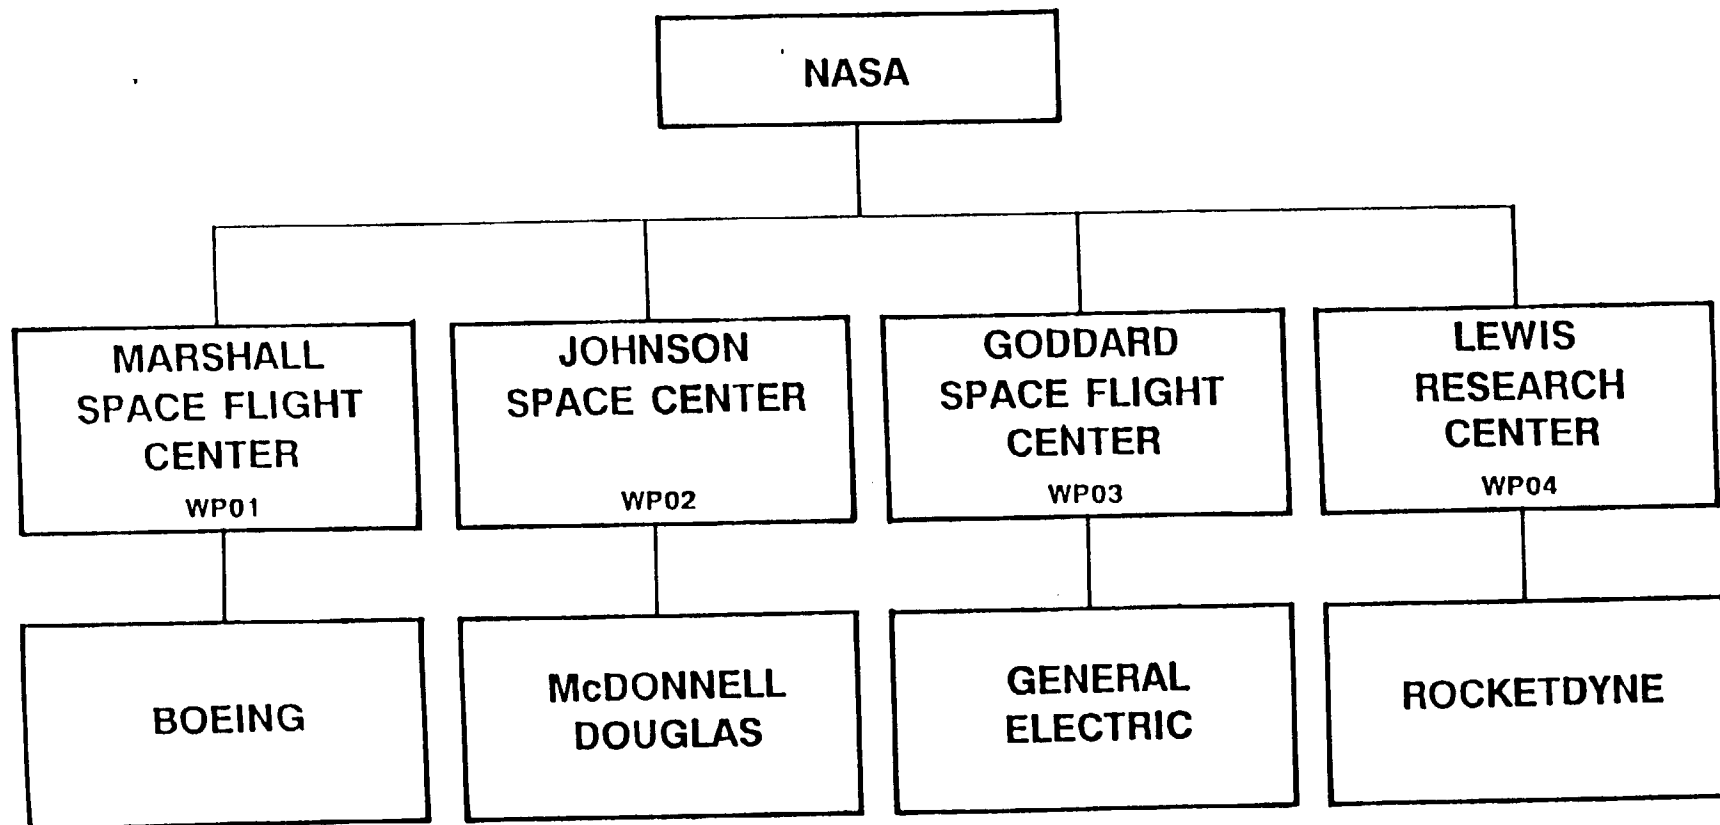 NASA
MARSHALL
SPACE FLIGHT
CENTER
WP01
JOHNSON
SPACE CENTER
WP02
GODDARD
SPACE FLIGHT
CENTER
WP03
LEWIS
RESEARCH
CENTER
WP04
BOEING
McDONNELL
DOUGLAS
GENERAL
ELECTRIC
ROCKETDYNE